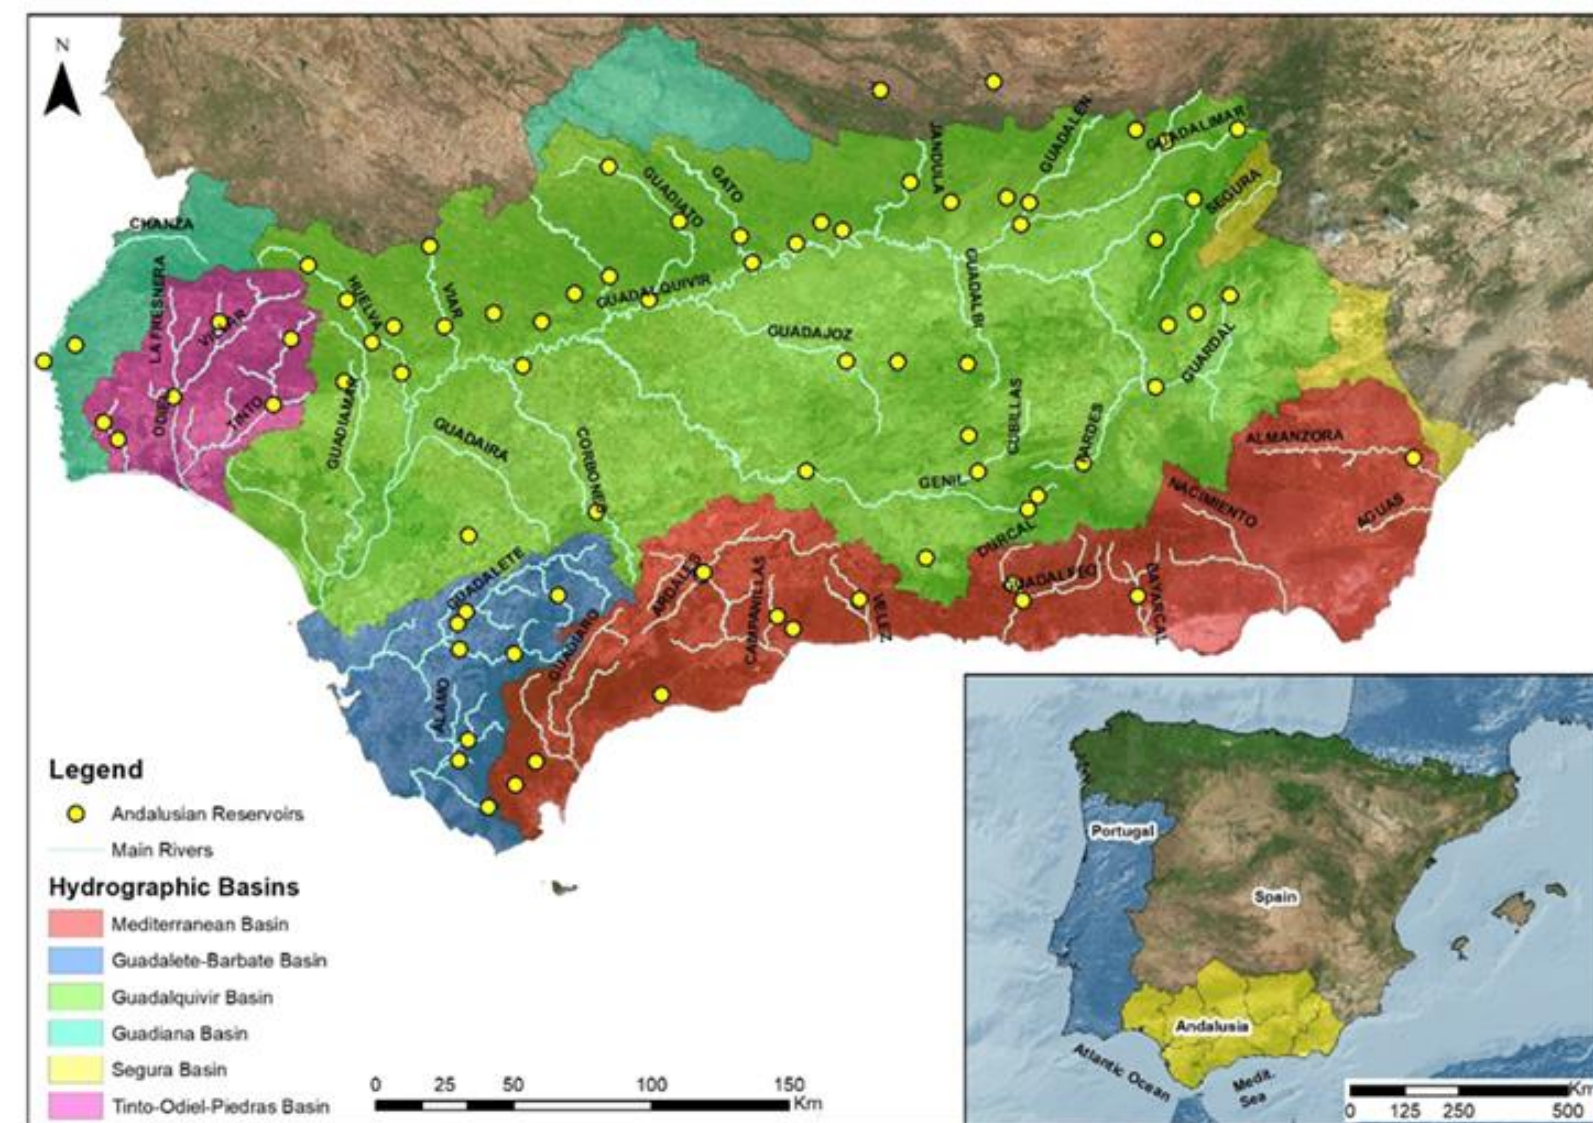 N
CHANZA
LA FRESNERA
VILLAR
ODIEL
TINTO
HUELVA
VIAR
GUADIAMAR
GUADAIRA
CORBONES
GUADIATO
GATO
GUADALQUIVIR
GUADAJOZ
JANDULA
GUADALEN
GUADALIMAR
SEGURA
GUADALBI
GUARDAL
CUBILLAS
FARDES
GENIL
DURCAL
ALMANZORA
NACIMIENTO
AGUAS
GUADALETE
ARDALES
GUADIARO
CAMPANILLAS
VELEZ
GUADALFEO
BAYARCAL
ALAMO
Legend
Andalusian Reservoirs
Main Rivers
Hydrographic Basins
Mediterranean Basin
Guadalete-Barbate Basin
Guadalquivir Basin
Guadiana Basin
Segura Basin
Tinto-Odiel-Piedras Basin
0 25 50 100 150
Km
Portugal
Spain
Andalusia
Atlantic Ocean
Medit.
Sea
Km
0 125 250 500